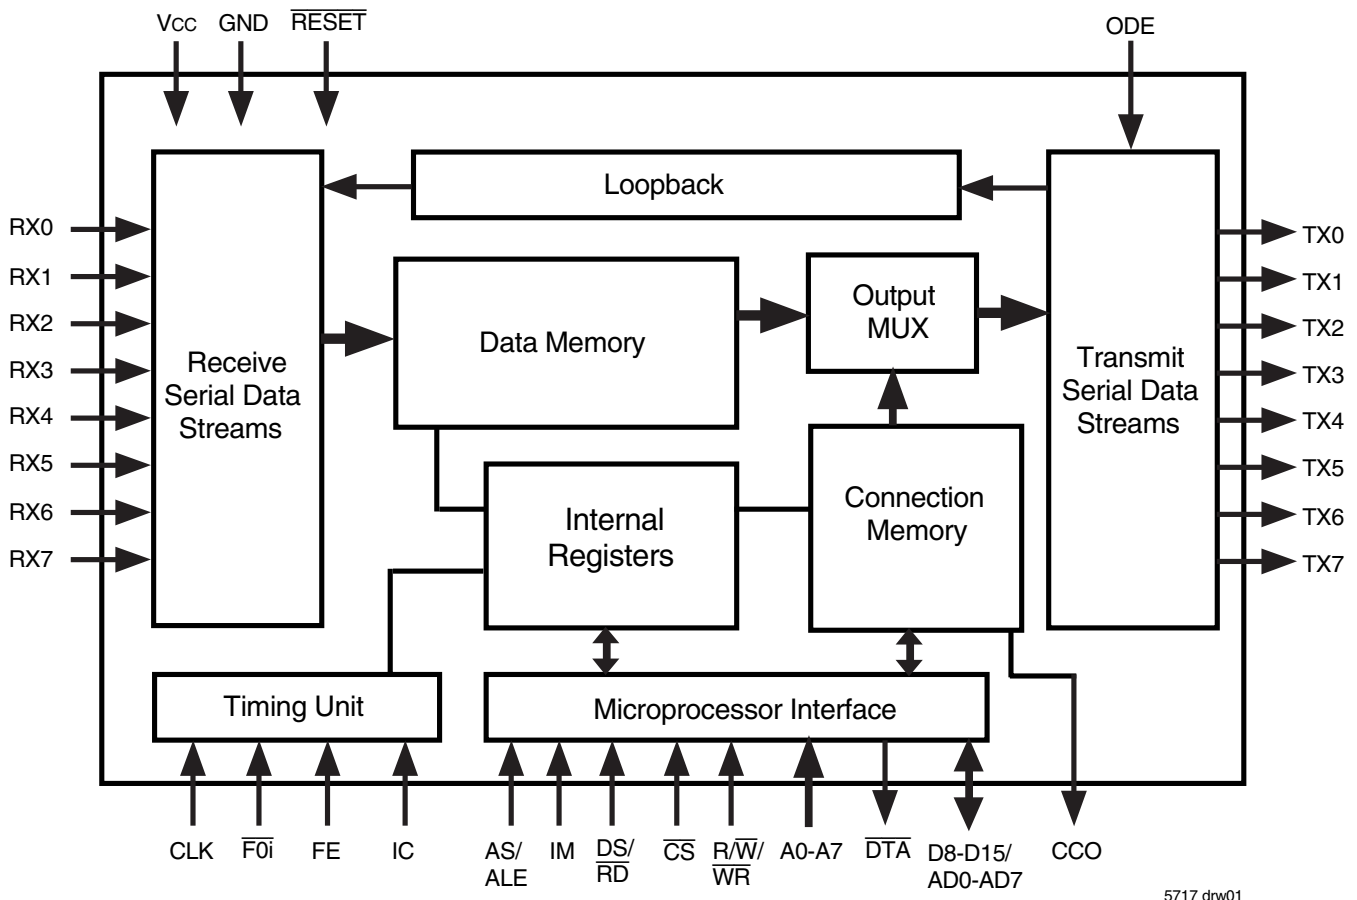 VCC GND RESET ODE
Loopback
RX0
RX1
RX2
RX3
RX4
RX5
RX6
RX7
Receive
Serial Data
Streams
Data Memory
Output
MUX
Transmit
Serial Data
Streams
TX0
TX1
TX2
TX3
TX4
TX5
TX6
TX7
Internal
Registers
Connection
Memory
Timing Unit
Microprocessor Interface
CLK
F0i
FE
IC
AS/
ALE
IM
DS/
RD
CS
R/W/
WR
A0-A7
DTA
D8-D15/
AD0-AD7
CCO
5717 drw01